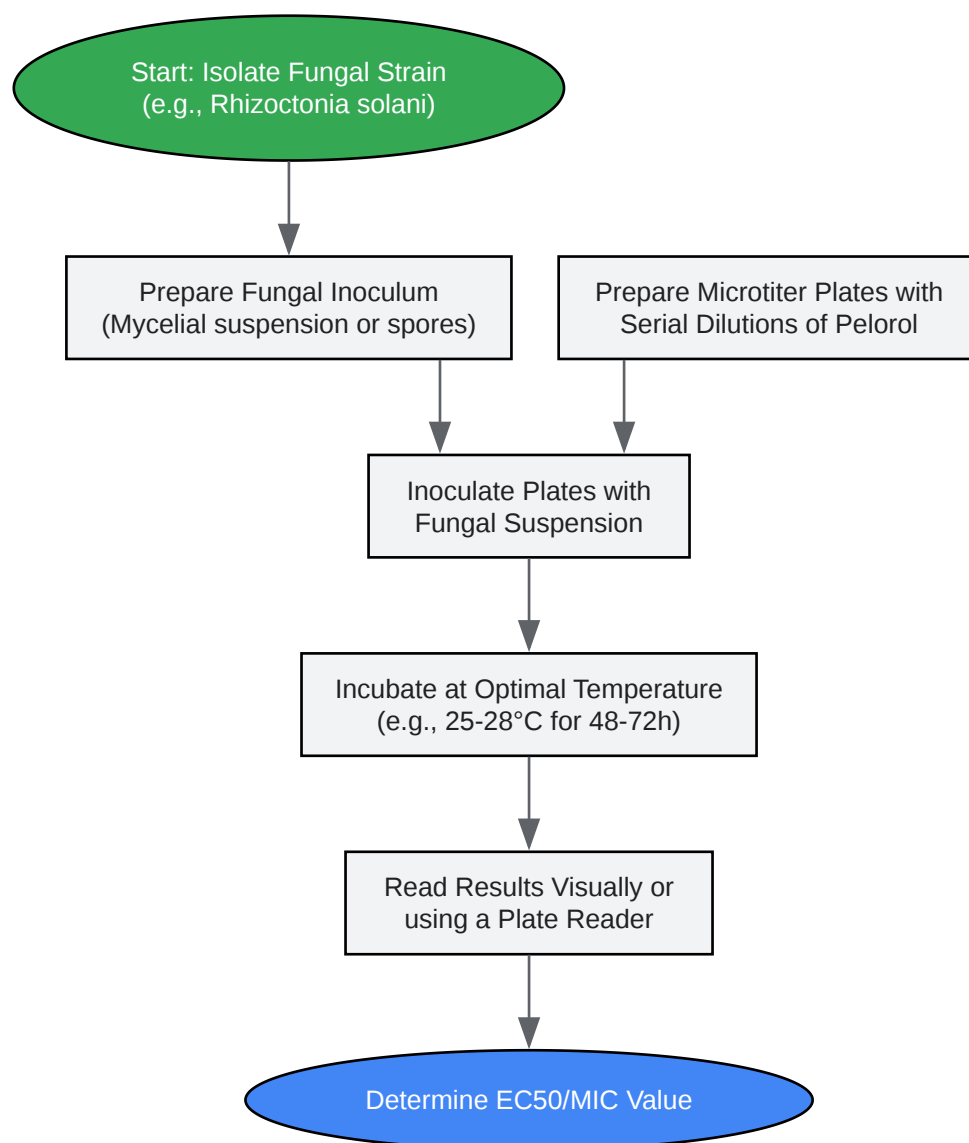 Start: Isolate Fungal Strain
(e.g., Rhizoctonia solani)
Prepare Fungal Inoculum
(Mycelial suspension or spores)
Prepare Microtiter Plates with
Serial Dilutions of Pelorol
Inoculate Plates with
Fungal Suspension
Incubate at Optimal Temperature
(e.g., 25-28°C for 48-72h)
Read Results Visually or
using a Plate Reader
Determine EC50/MIC Value